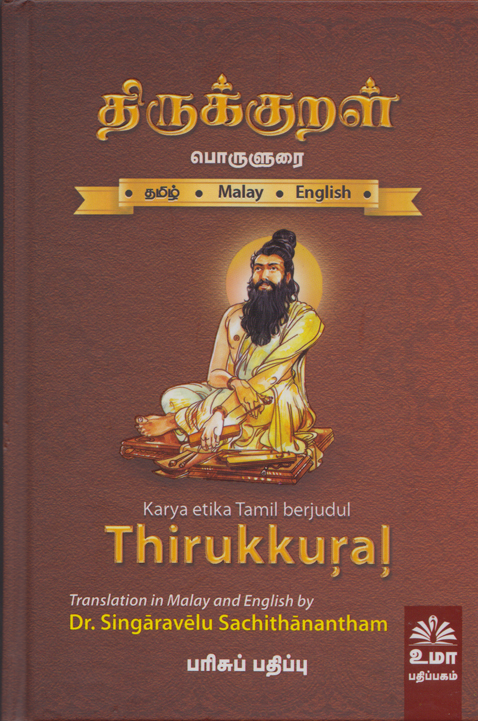 திருக்குறள்
பொருளுரை
• தமிழ் • Malay • English •
Karya etika Tamil berjudul
Thirukkuṛaḷ
Translation in Malay and English by
Dr. Singāravēlu Sachithānantham
பரிசுப் பதிப்பு
உமா
பதிப்பகம்